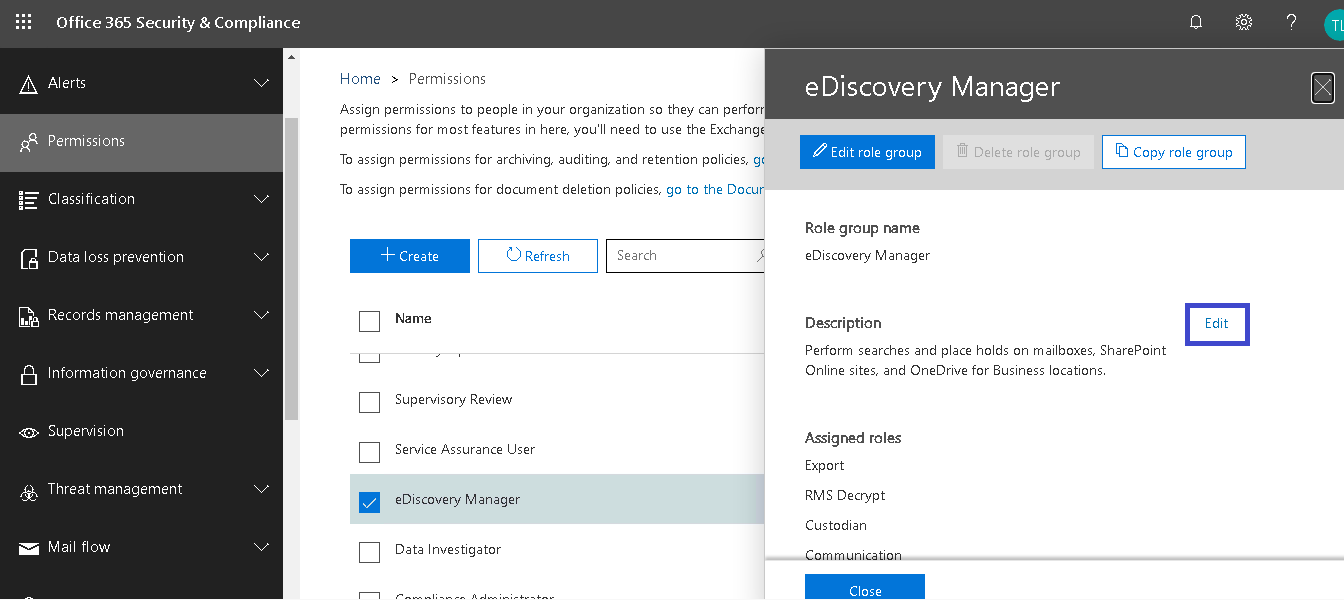 Office 365 Security & Compliance
TL
Alerts
Permissions
Classification
Data loss prevention
Records management
Information governance
Supervision
Threat management
Mail flow
Home > Permissions
Assign permissions to people in your organization so they can perfor
permissions for most features in here, you'll need to use the Exchange
To assign permissions for archiving, auditing, and retention policies, go
To assign permissions for document deletion policies, go to the Docur
Create
Refresh
Search
Name
Supervisory Review
Service Assurance User
eDiscovery Manager
Data Investigator
Compliance Administrator
eDiscovery Manager
Edit role group
Delete role group
Copy role group
Role group name
eDiscovery Manager
Description
Edit
Perform searches and place holds on mailboxes, SharePoint
Online sites, and OneDrive for Business locations.
Assigned roles
Export
RMS Decrypt
Custodian
Communication
Close